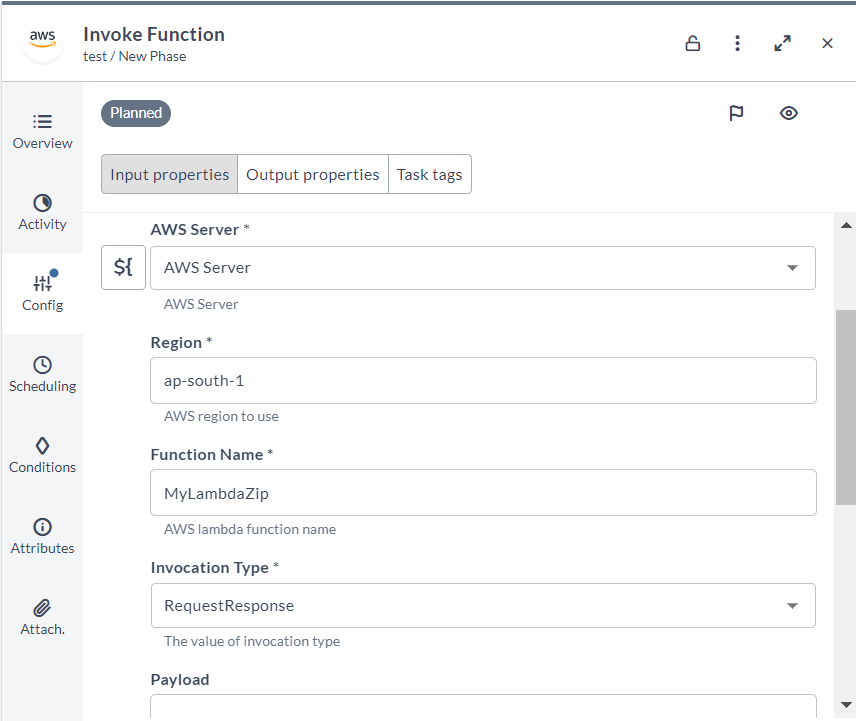 aws
Invoke Function
test / New Phase
Planned
Overview
Input properties
Output properties
Task tags
Activity
AWS Server *
${
AWS Server
AWS Server
Config
Region *
ap-south-1
AWS region to use
Scheduling
Function Name *
MyLambdaZip
AWS lambda function name
Conditions
Invocation Type *
RequestResponse
The value of invocation type
Attributes
Attach.
Payload